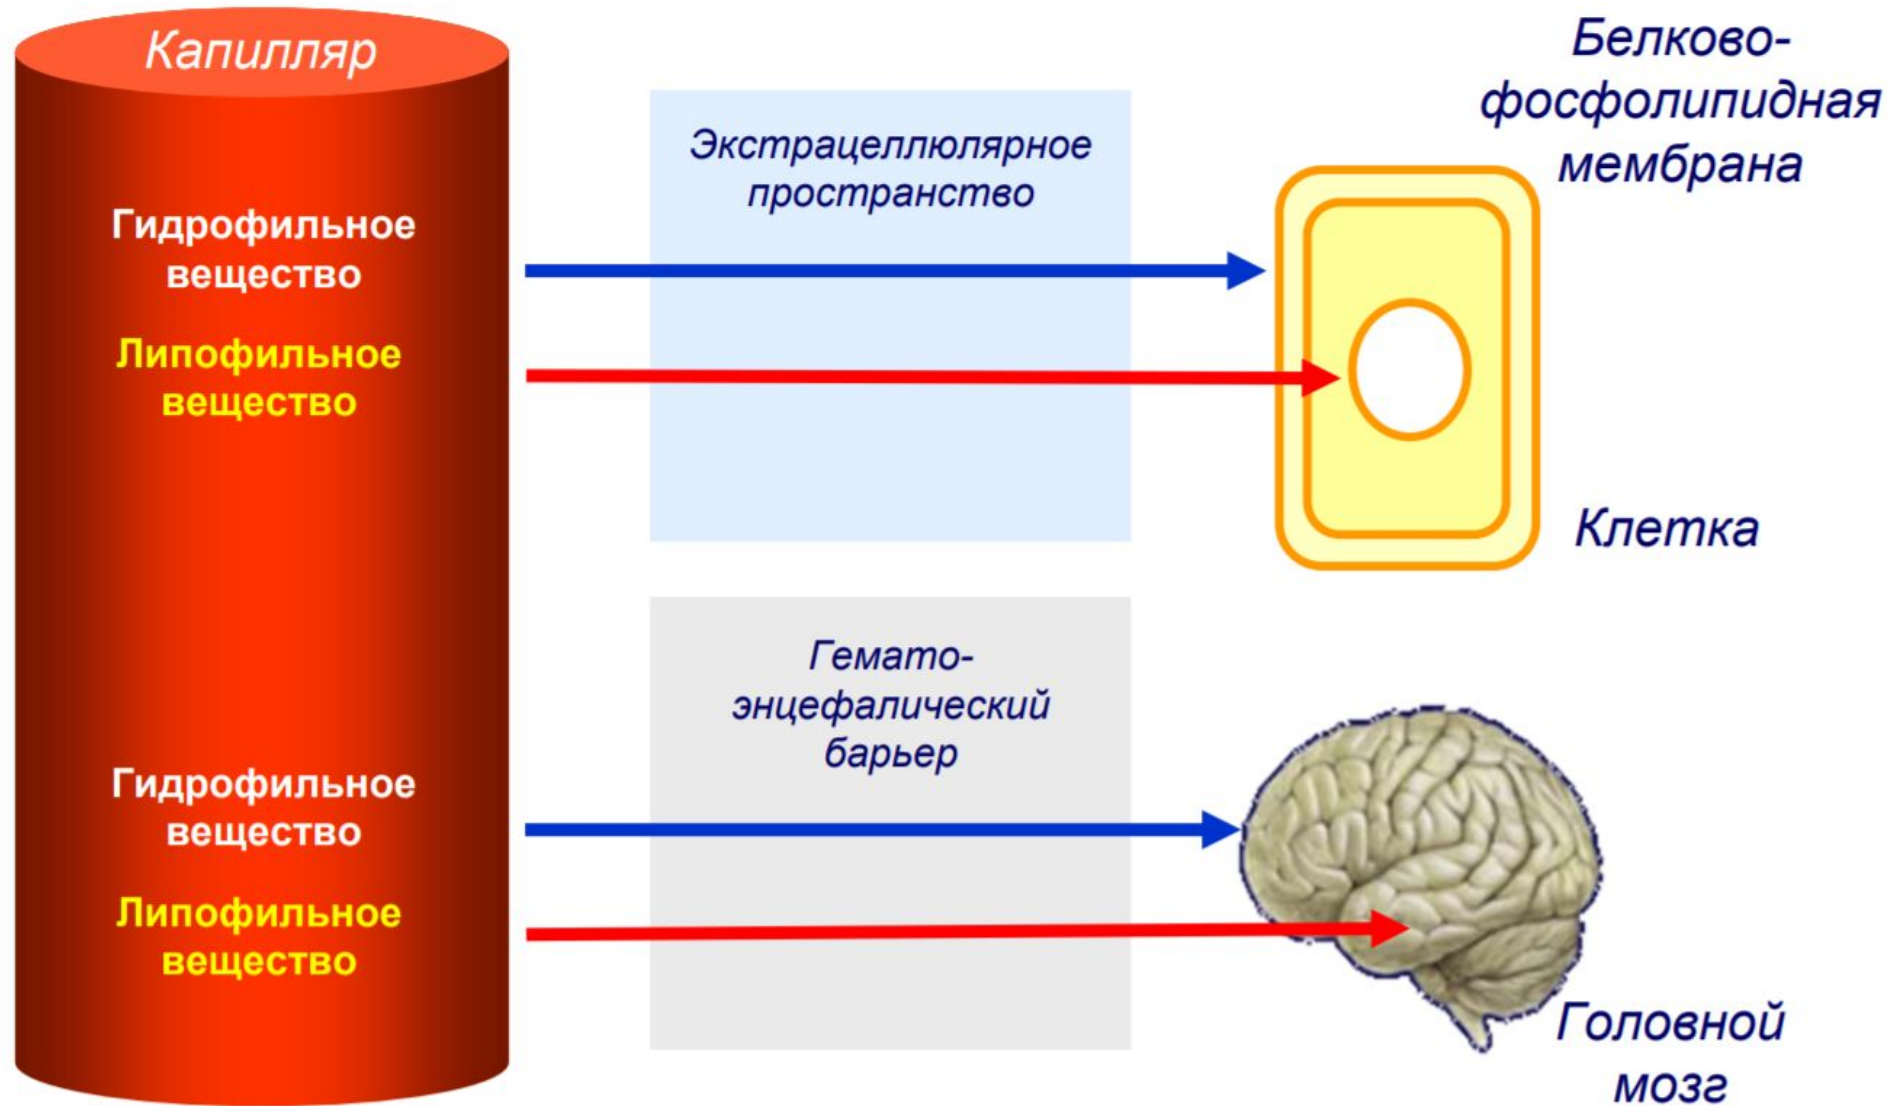 Капилляр
Гидрофильное
вещество
Липофильное
вещество
Экстрацеллюлярное
пространство
Белково-
фосфолипидная
мембрана
Клетка
Гидрофильное
вещество
Липофильное
вещество
Гемато-
энцефалический
барьер
Головной
мозг